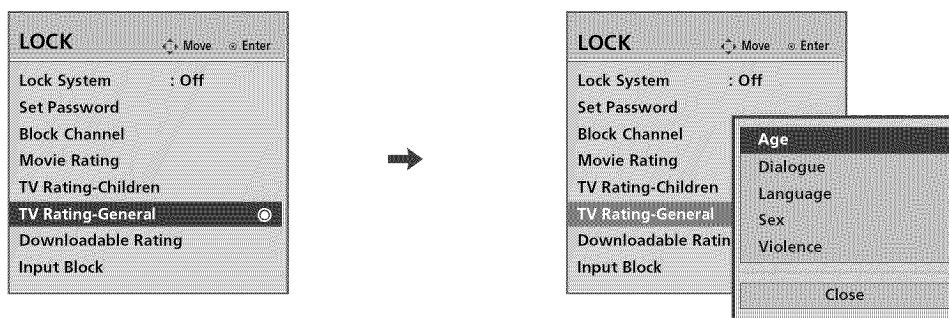 LOCK
Move Enter
Lock System : Off
Set Password
Block Channel
Movie Rating
TV Rating-Children
TV Rating-General
Downloadable Rating
Input Block
LOCK
Move Enter
Lock System : Off
Set Password
Block Channel
Movie Rating
TV Rating-Children
TV Rating-General
Downloadable Ratin
Input Block
Age
Dialogue
Language
Sex
Violence
Close